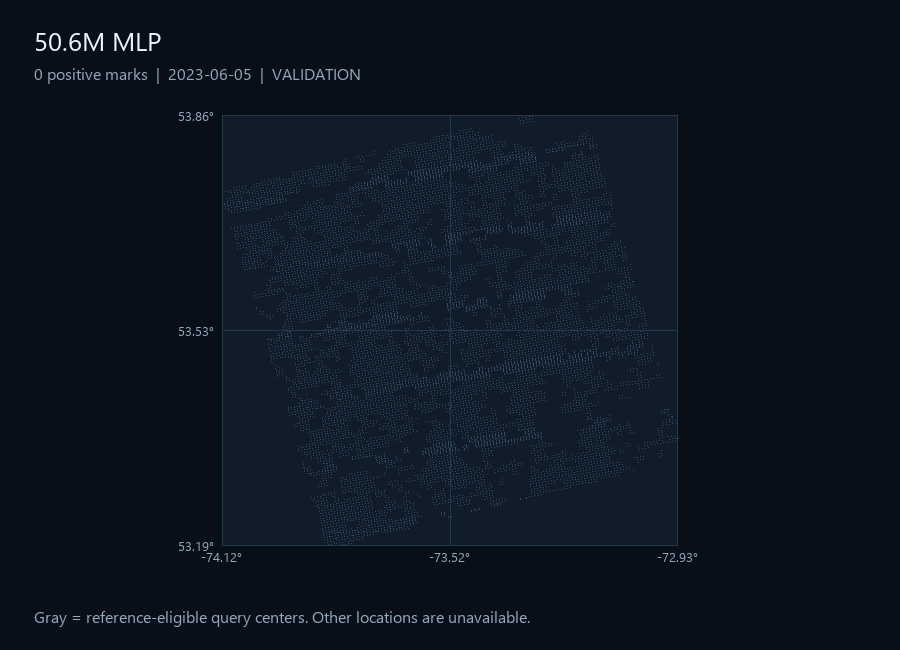 50.6M MLP
0 positive marks | 2023-06-05 | VALIDATION
53.86°
53.53°
53.19°
-74.12°
-73.52°
-72.93°
Gray = reference-eligible query centers. Other locations are unavailable.